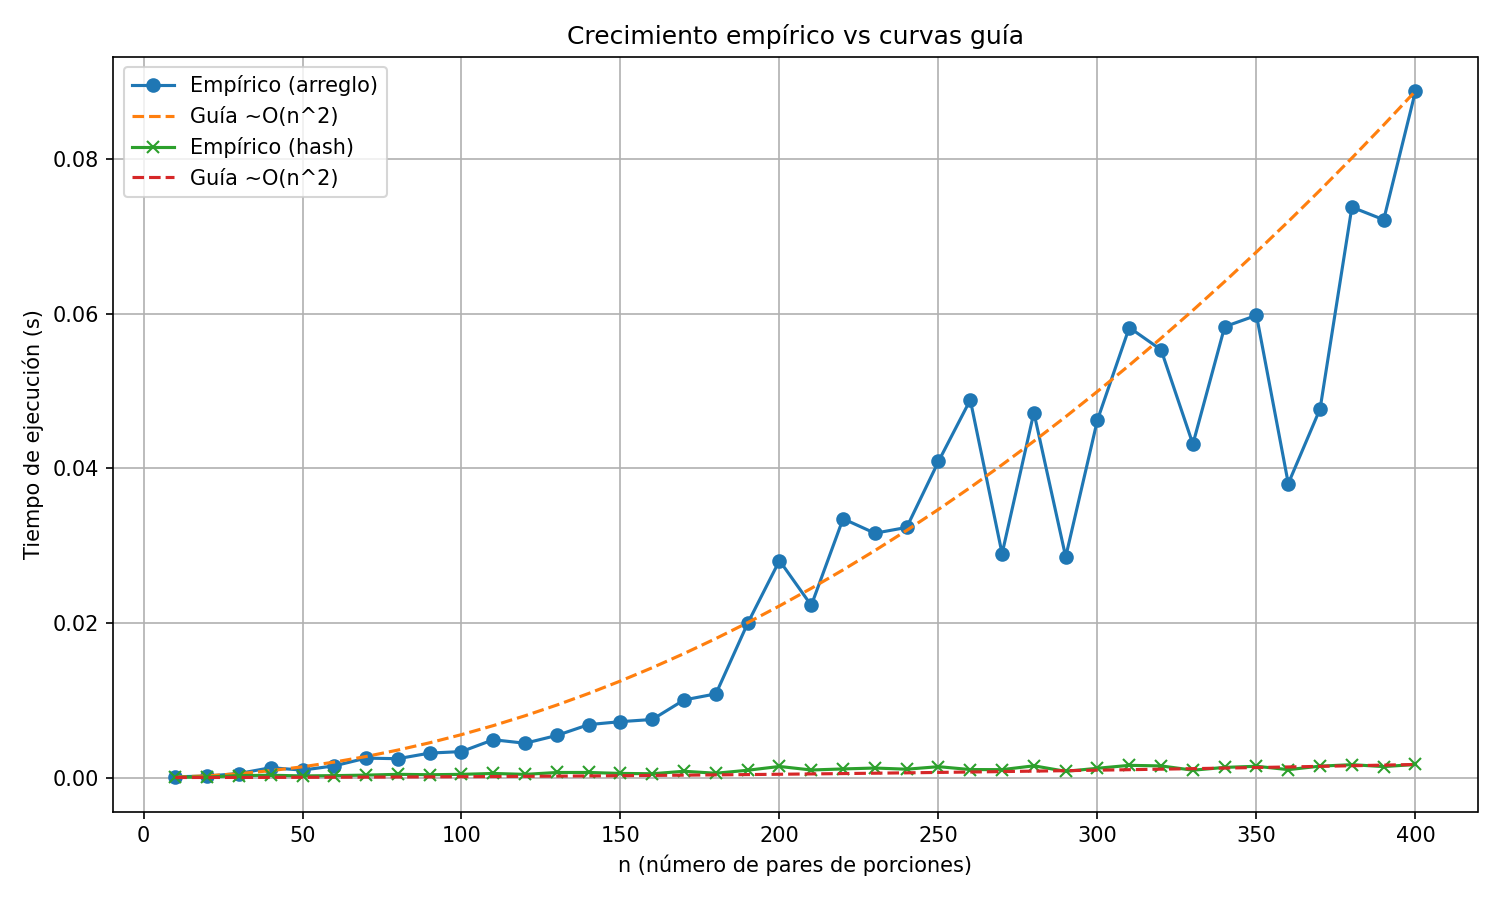 Crecimiento empírico vs curvas guía
Empírico (arreglo)
Guía ~O(n^2)
Empírico (hash)
Guía ~O(n^2)
Tiempo de ejecución (s)
0.08
0.06
0.04
0.02
0.00
0 50 100 150 200 250 300 350 400
n (número de pares de porciones)